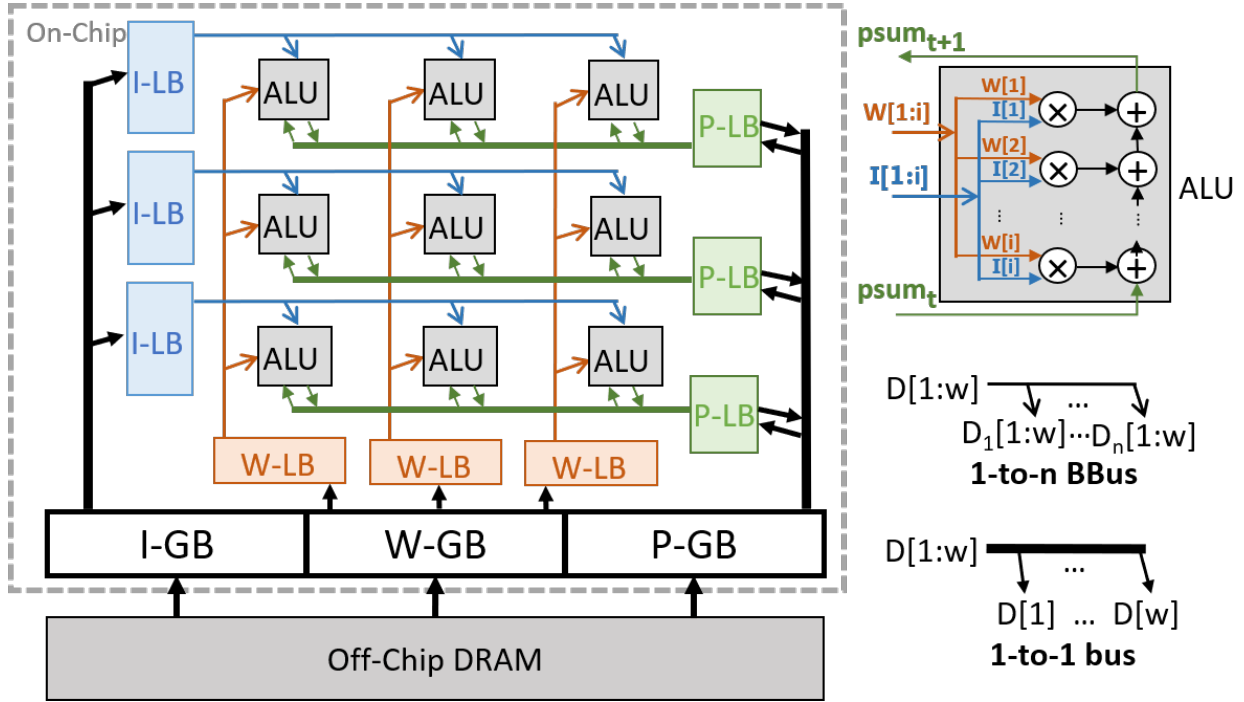 On-Chip
I-LB
ALU
ALU
ALU
P-LB
I-LB
ALU
ALU
ALU
P-LB
I-LB
ALU
ALU
ALU
P-LB
W-LB
W-LB
W-LB
I-GB
W-GB
P-GB
Off-Chip DRAM
psumt+1
W[1:i]
I[1:i]
psumt
W[1]
I[1]
×
+
W[2]
I[2]
×
+
...
...
...
W[i]
I[i]
×
+
ALU
D[1:w]
...
D1[1:w]...Dn[1:w]
1-to-n BBus
D[1:w]
...
D[1] ... D[w]
1-to-1 bus